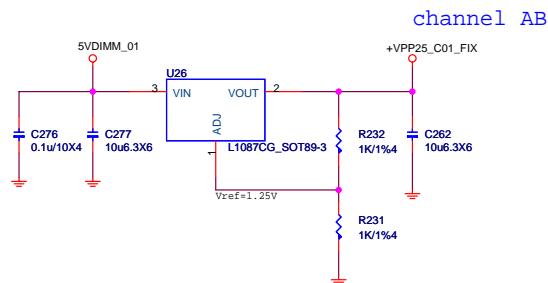 channel AB
5VDIMM_01
+VPP25_C01_FIX
U26
3 VIN VOUT 2
ADJ
1
L1087CG_SOT89-3
C276
0.1u/10X4
C277
10u6.3X6
R232
1K/1%4
C262
10u6.3X6
Vref=1.25V
R231
1K/1%4